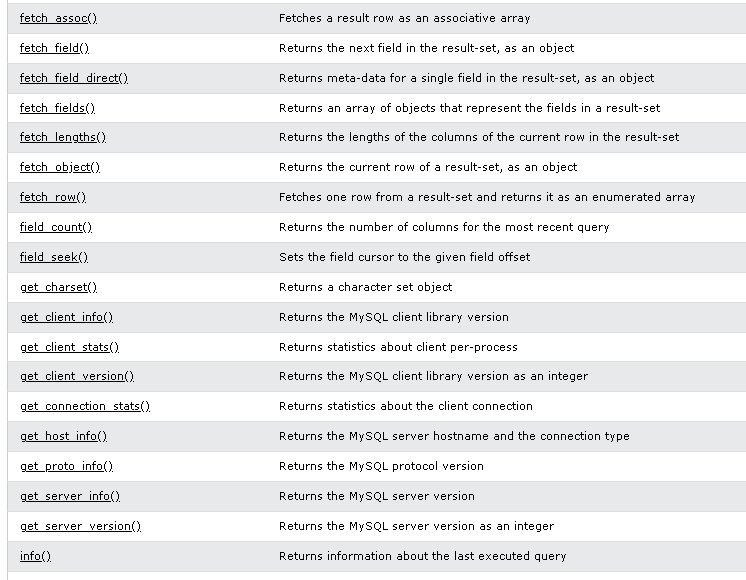 fetch_assoc() Fetches a result row as an associative array
fetch_field() Returns the next field in the result-set, as an object
fetch_field_direct() Returns meta-data for a single field in the result-set, as an object
fetch_fields() Returns an array of objects that represent the fields in a result-set
fetch_lengths() Returns the lengths of the columns of the current row in the result-set
fetch_object() Returns the current row of a result-set, as an object
fetch_row() Fetches one row from a result-set and returns it as an enumerated array
field_count() Returns the number of columns for the most recent query
field_seek() Sets the field cursor to the given field offset
get_charset() Returns a character set object
get_client_info() Returns the MySQL client library version
get_client_stats() Returns statistics about client per-process
get_client_version() Returns the MySQL client library version as an integer
get_connection_stats() Returns statistics about the client connection
get_host_info() Returns the MySQL server hostname and the connection type
get_proto_info() Returns the MySQL protocol version
get_server_info() Returns the MySQL server version
get_server_version() Returns the MySQL server version as an integer
info() Returns information about the last executed query